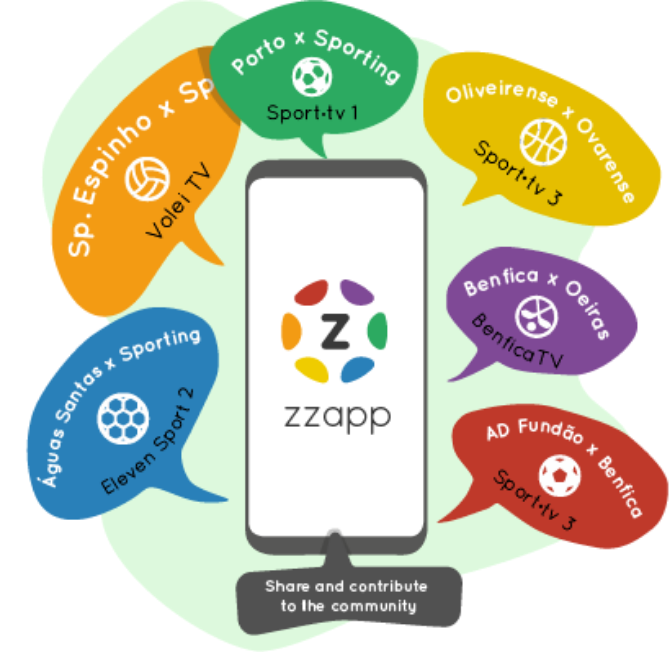 Sp. Espinho x Sp
Volei TV
Porto x Sporting
Sport•tv 1
Oliveirense x Ovarense
Sport•tv 3
Águas Santas x Sporting
Eleven Sport 2
Benfica x Oeiras
BenficaTV
AD Fundão x Benfica
Sport•tv 3
z
zzapp
Share and contribute
to the community